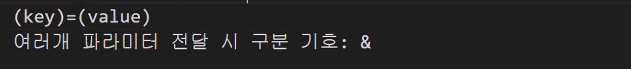 (key)=(value)
여러개 파라미터 전달 시 구분 기호: &